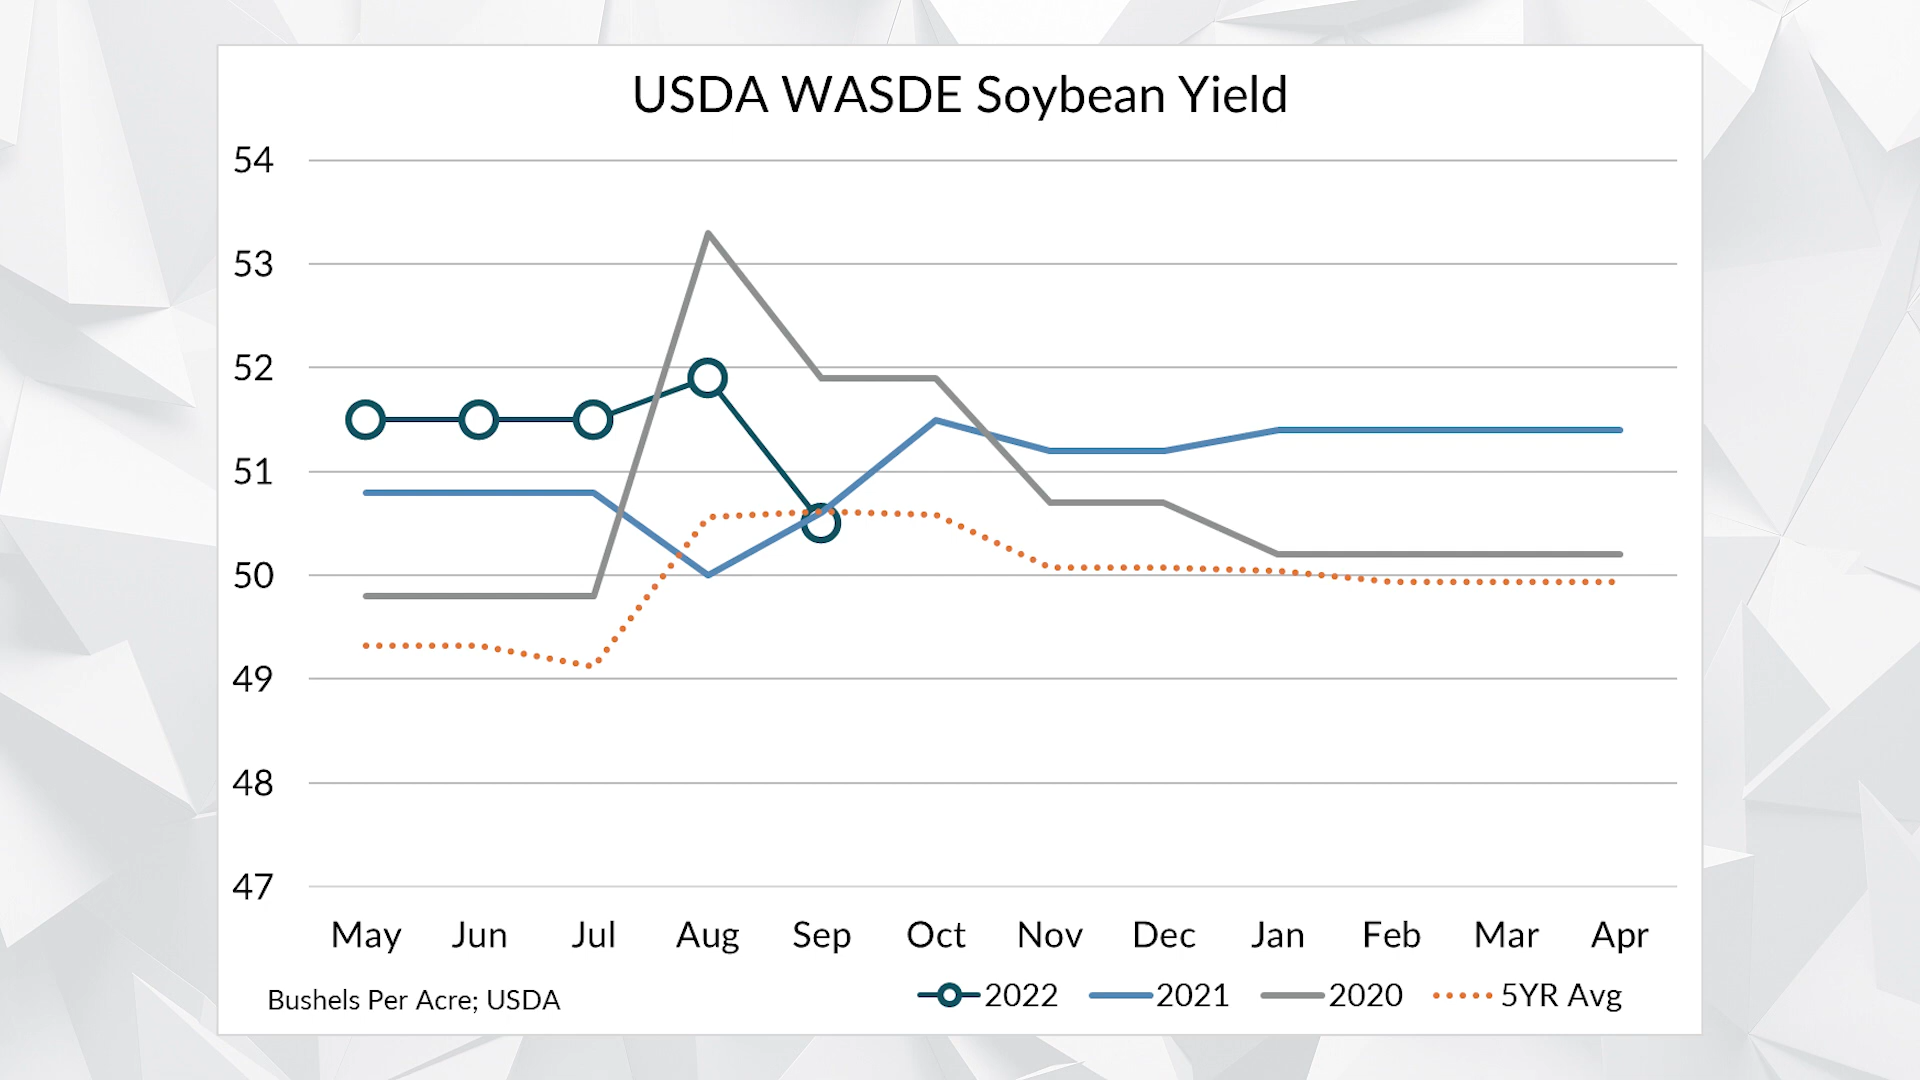 USDA WASDE Soybean Yield
54
53
52
51
50
49
48
47
May Jun Jul Aug Sep Oct Nov Dec Jan Feb Mar Apr
Bushels Per Acre; USDA
2022 2021 2020 5YR Avg